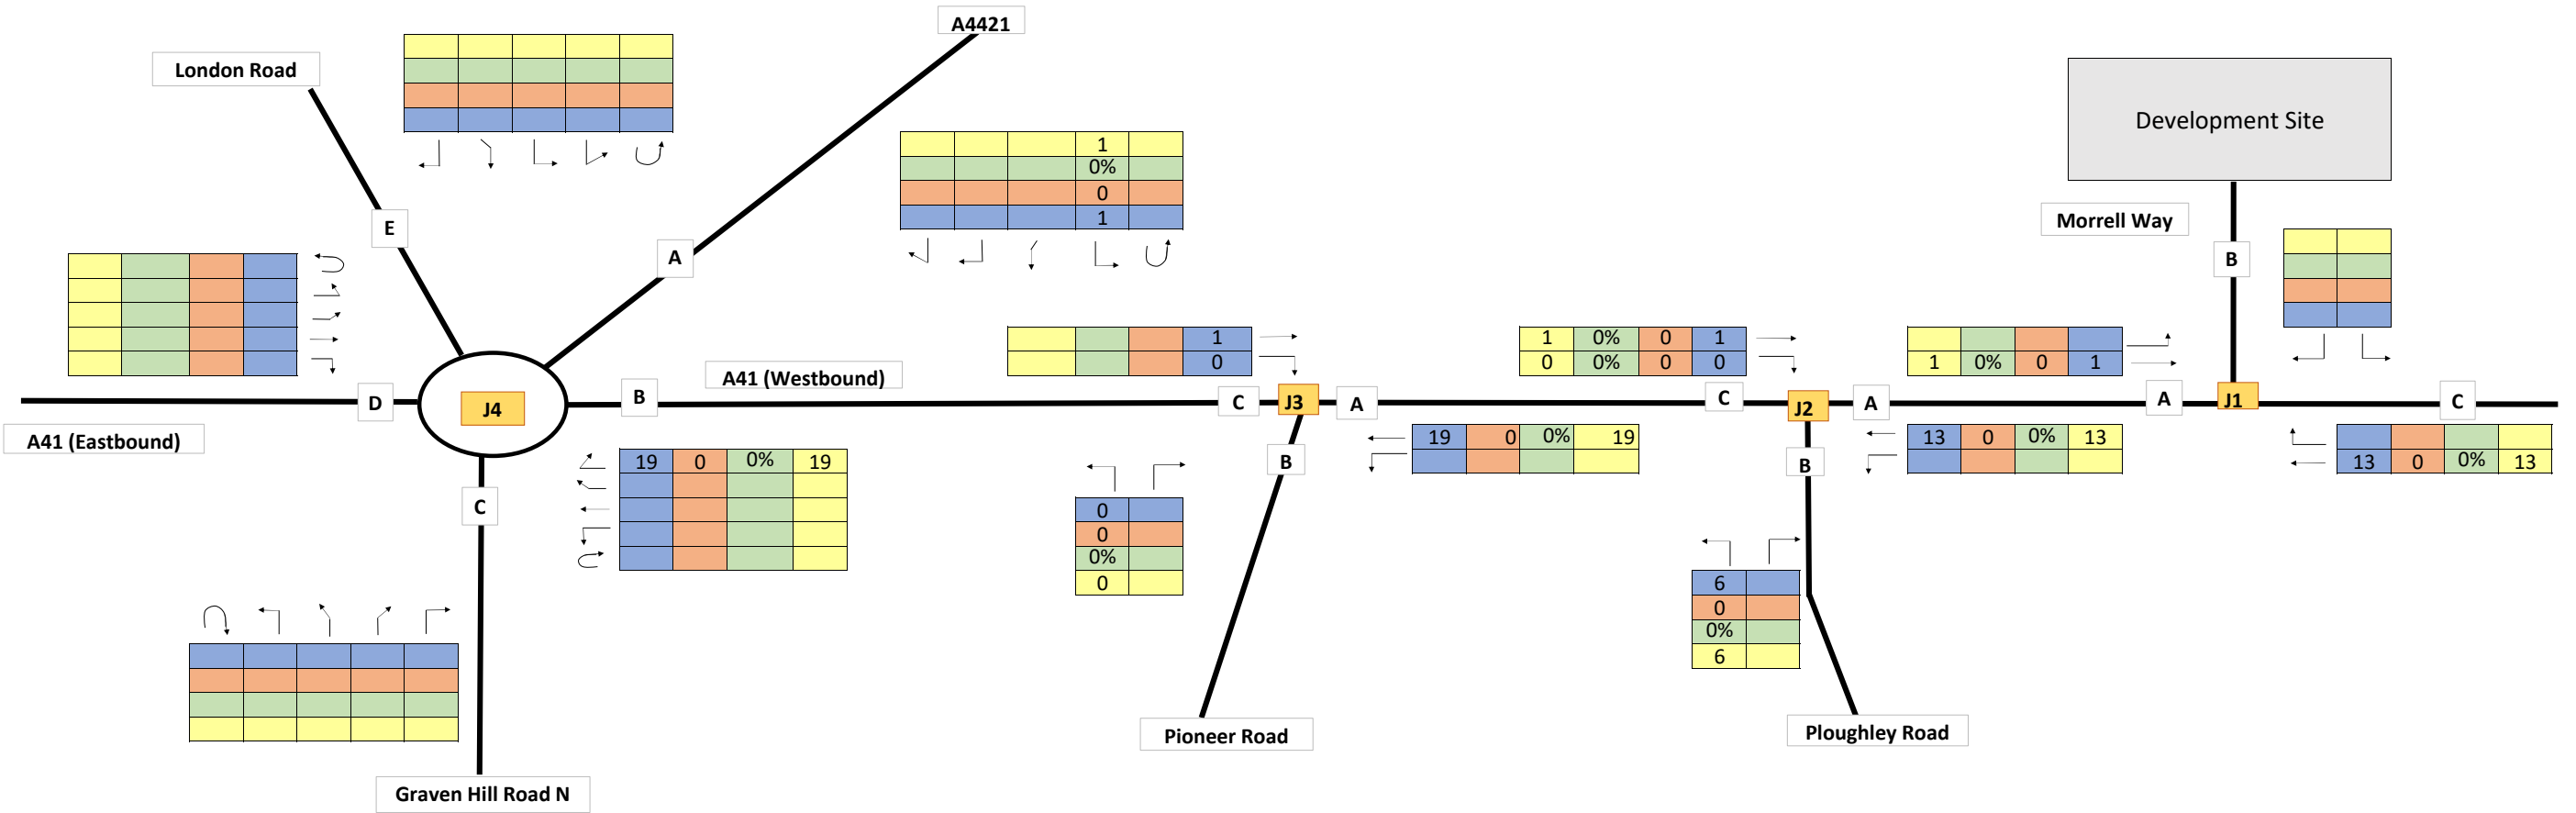 A4421
London Road
Development Site
1
0%
0
1
Morrell Way
E
A
B
1
0
1 0% 0 1
0 0% 0 0
1 0% 0 1
A41 (Westbound)
D
J4
B
C
J3
A
C
J2
A
A
J1
C
A41 (Eastbound)
19 0 0% 19
13 0 0% 13
13 0 0% 13
19 0 0% 19
B
B
C
0
0
0%
0
6
0
0%
6
Pioneer Road
Ploughley Road
Graven Hill Road N